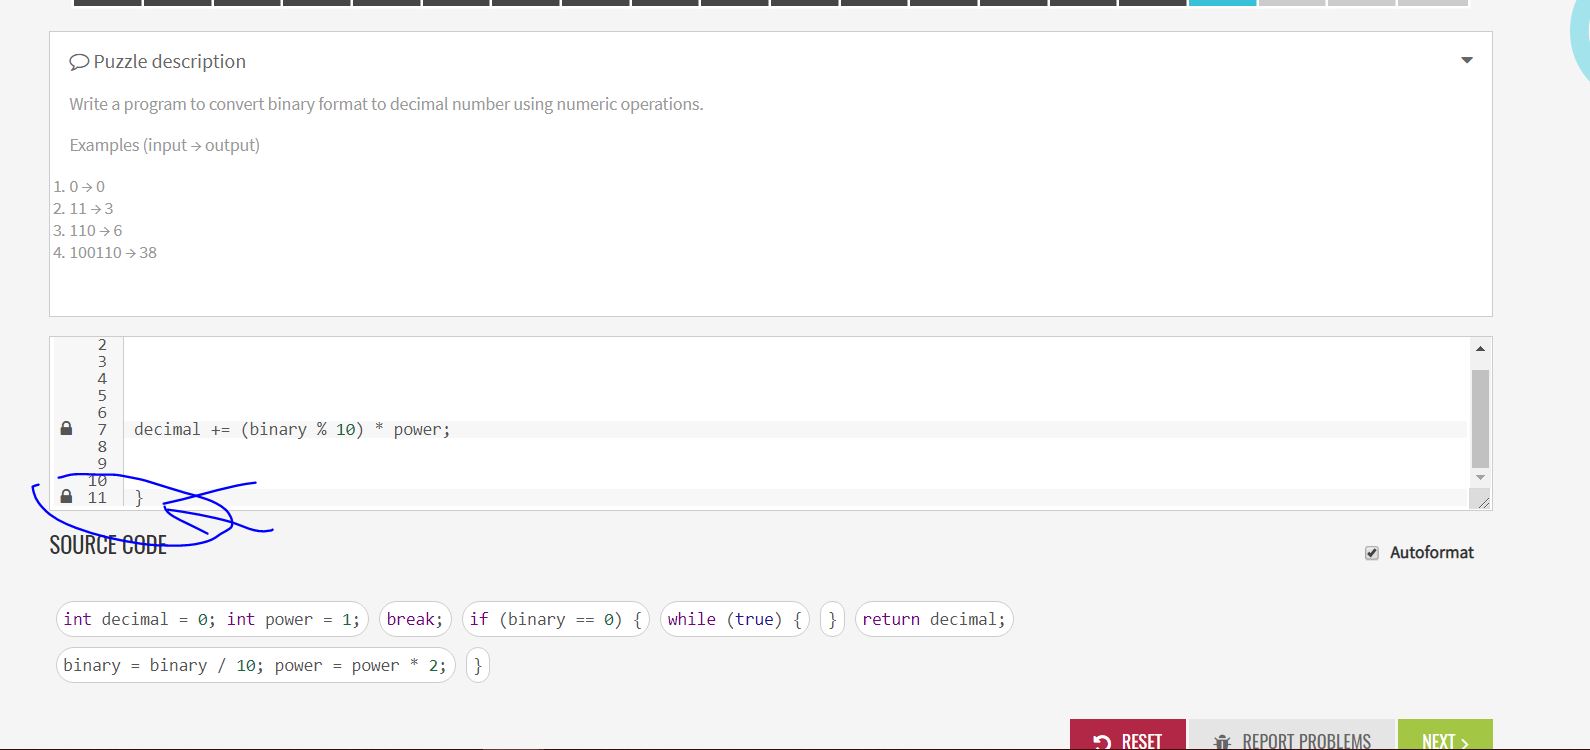 Puzzle description
Write a program to convert binary format to decimal number using numeric operations.
Examples (input → output)
1. 0 → 0
2. 11 → 3
3. 110 → 6
4. 100110 → 38
2
3
4
5
6
7 decimal += (binary % 10) * power;
8
9
10
11 }
SOURCE CODE
Autoformat
int decimal = 0; int power = 1; break; if (binary == 0) { while (true) { } return decimal;
binary = binary / 10; power = power * 2; }
RESET REPORT PROBLEMS NEXT >